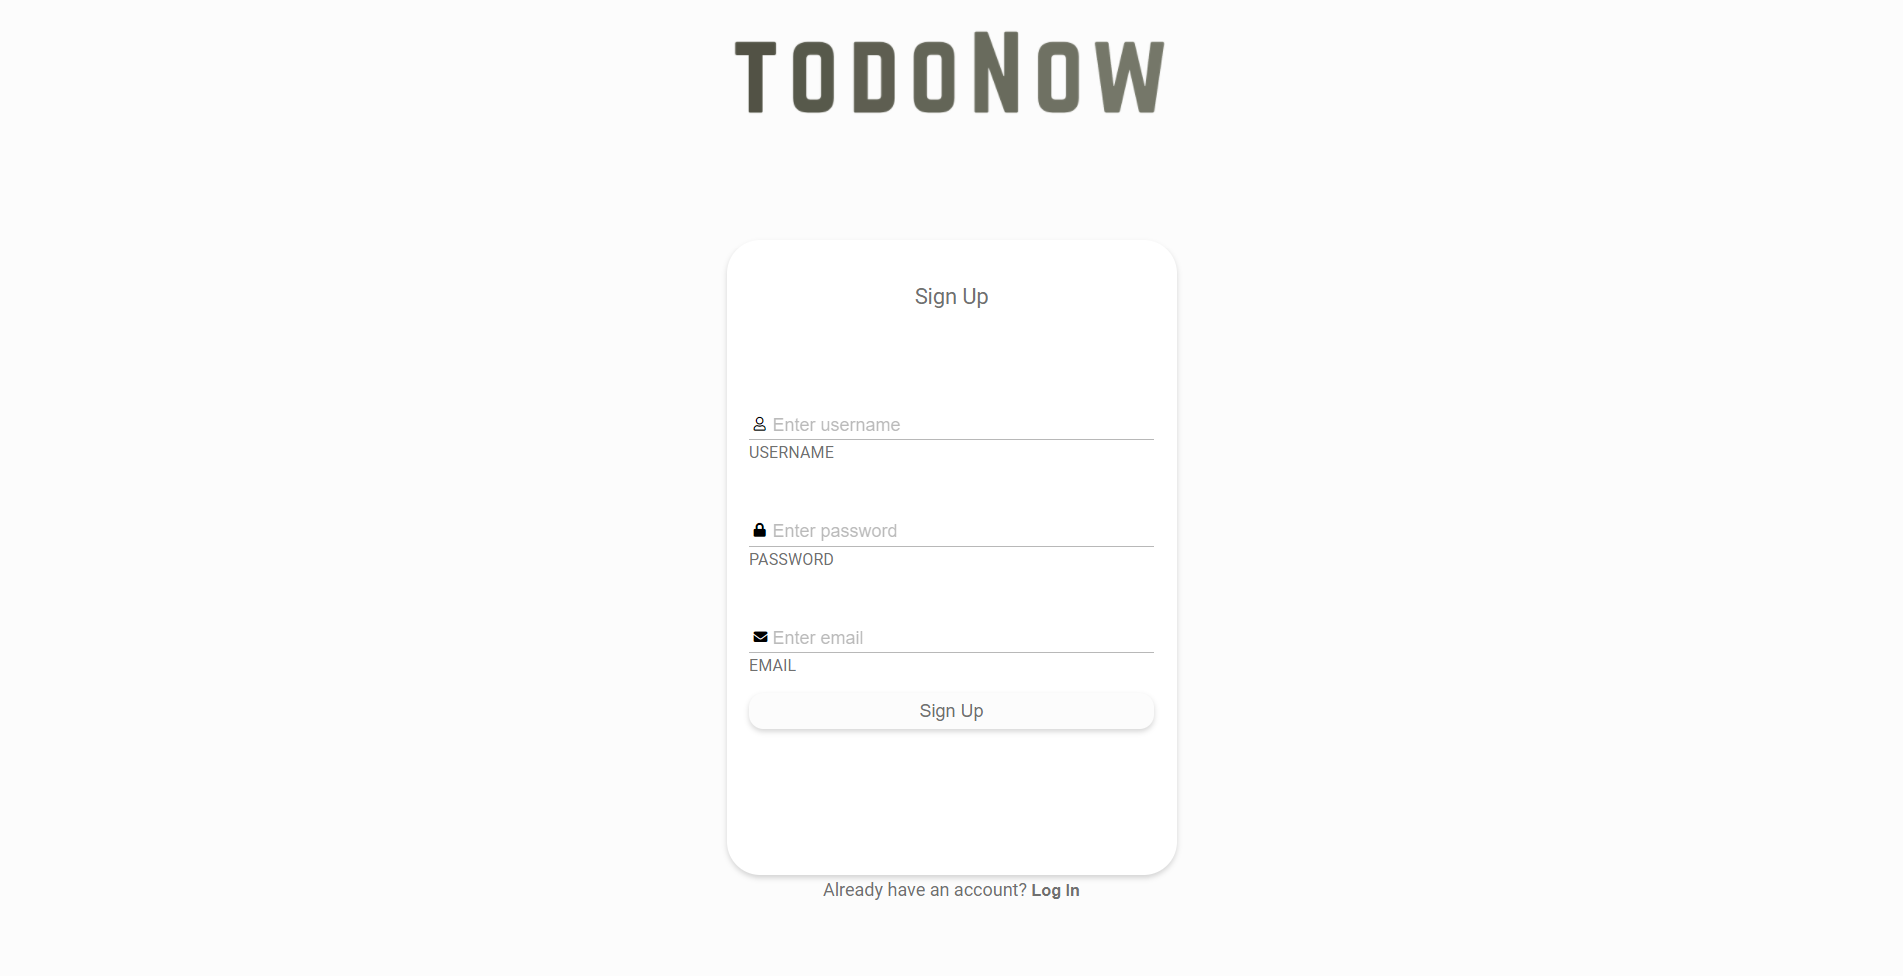 TODONOW
Sign Up
Enter username
USERNAME
Enter password
PASSWORD
Enter email
EMAIL
Sign Up
Already have an account? Log In